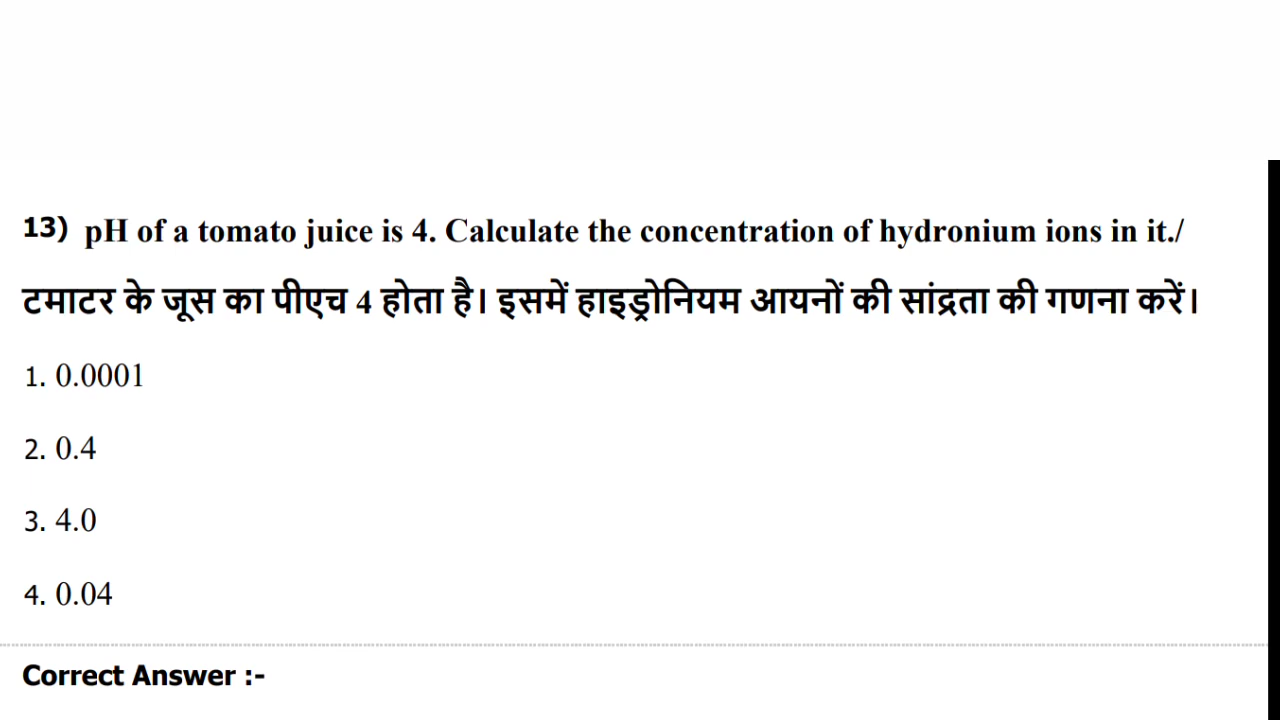 13) pH of a tomato juice is 4. Calculate the concentration of hydronium ions in it./
टमाटर के जूस का पीएच 4 होता है। इसमें हाइड्रोनियम आयनों की सांद्रता की गणना करें।
1. 0.0001
2. 0.4
3. 4.0
4. 0.04
Correct Answer :-